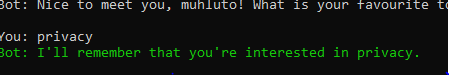 Bot: Nice to meet you, muhluto! What is your favourite
You: privacy
Bot: I'll remember that you're interested in privacy.